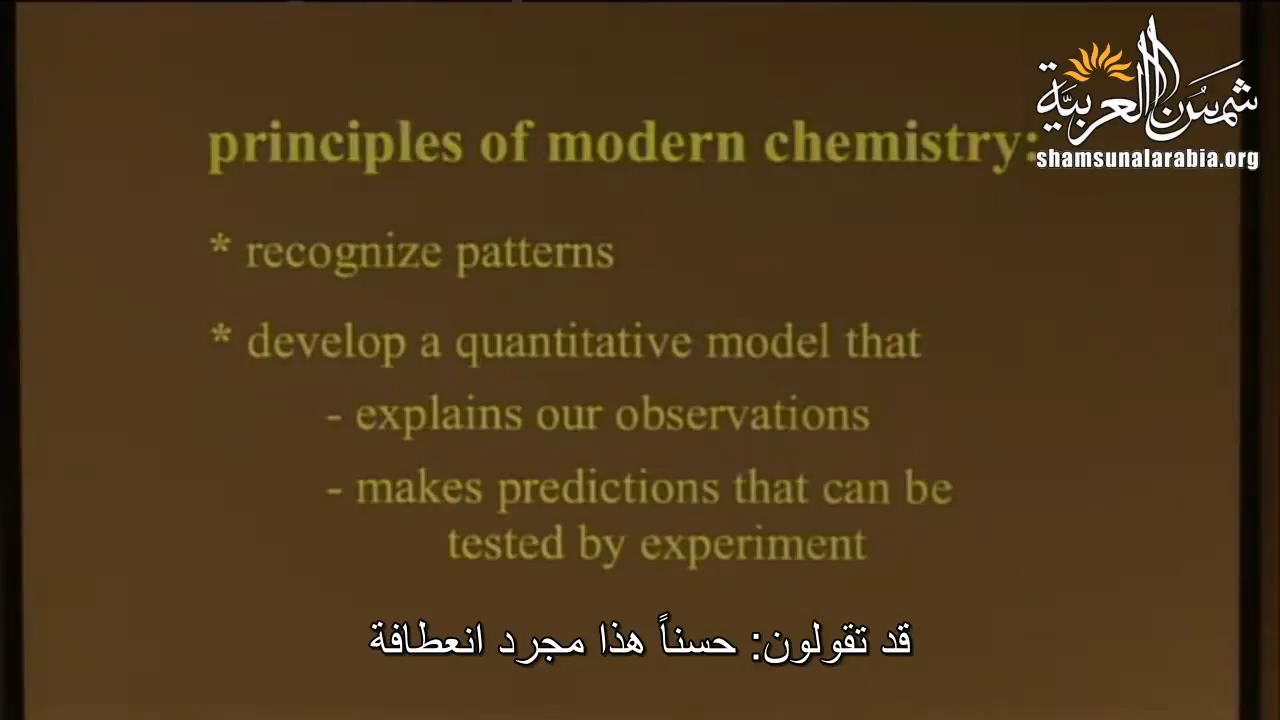 شمس العربية
shamsunalarabia.org
principles of modern chemistry:
* recognize patterns
* develop a quantitative model that
- explains our observations
- makes predictions that can be
tested by experiment
قد تقولون: حسناً هذا مجرد انعطافة